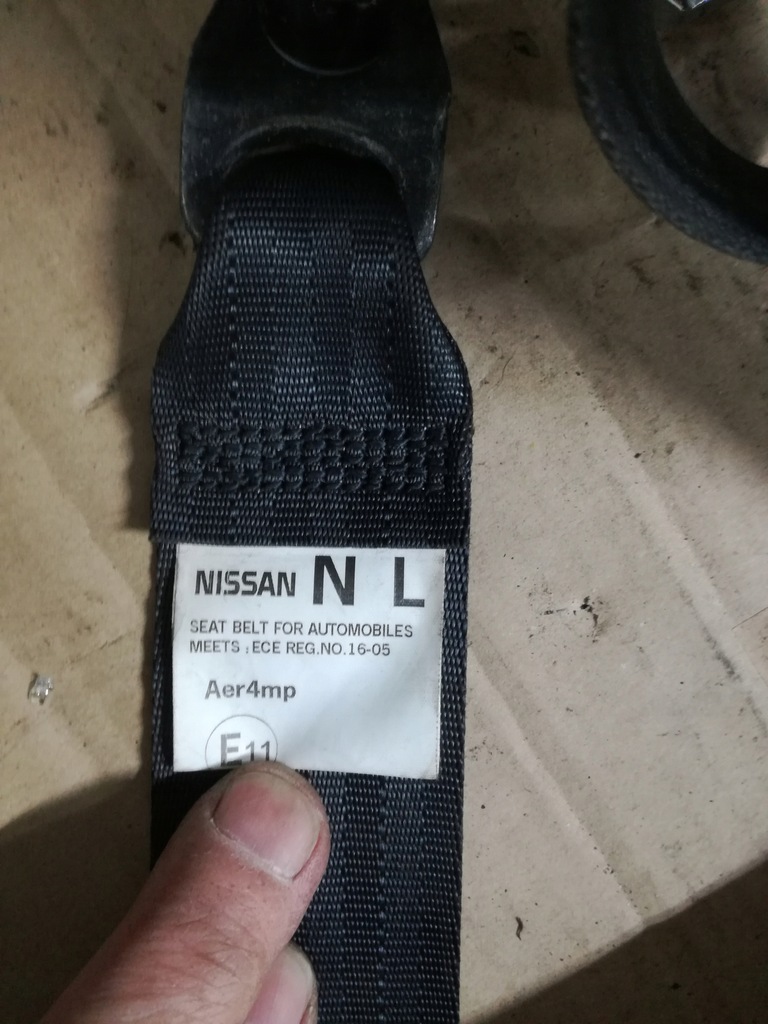 NISSAN N L
SEAT BELT FOR AUTOMOBILES
MEETS : ECE REG.NO.16-05
Aer4mp
E11